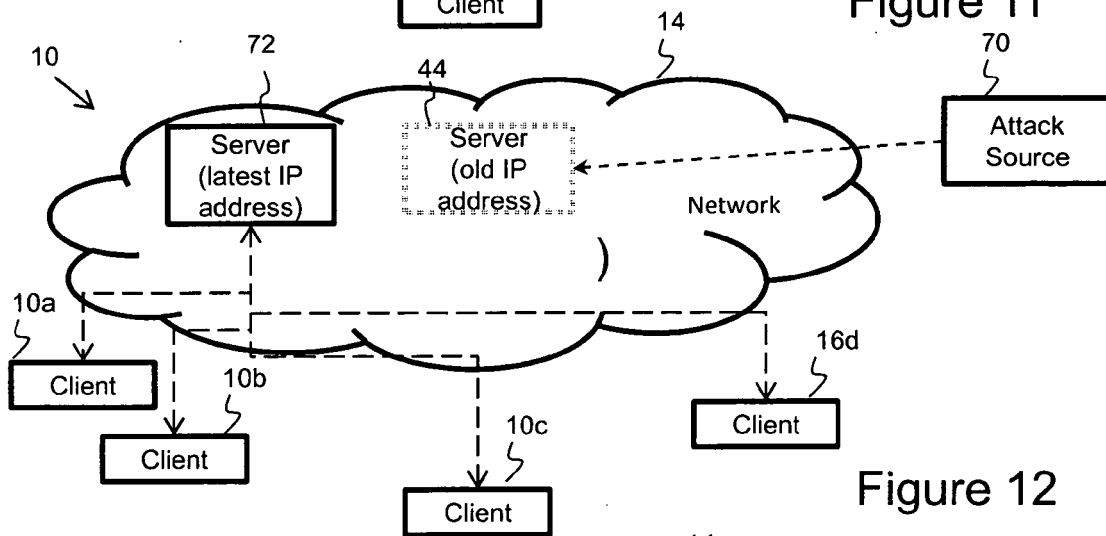 Client
Figure 11
10
72
44
14
70
Server
(latest IP
address)
Server
(old IP
address)
Attack
Source
Network
10a
Client
10b
Client
10c
Client
16d
Client
Figure 12